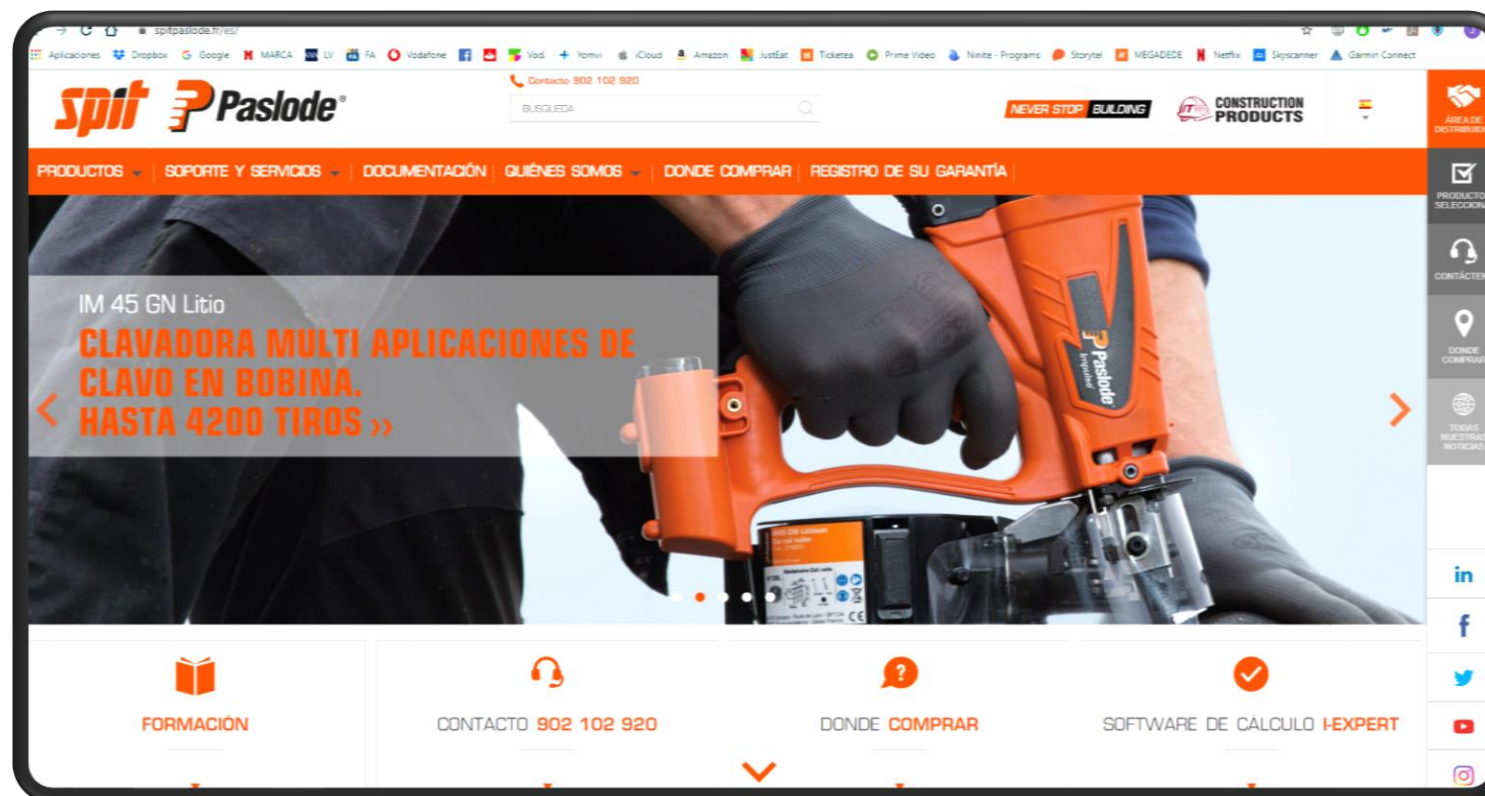 spitpaslode.fr/es/
Aplicaciones Dropbox Google MARCA LV FA Vodafone Vod. Yomvi iCloud Amazon JustEat Ticketea Prime Video Ninite - Programs Storytel MEGADEDE Netflix Skyscanner Garmin Connect
Contacto 902 102 920
spit Paslode®
BUSQUEDA
NEVER STOP BUILDING
ITW CONSTRUCTION
PRODUCTS
ÁREA DE
PRODUCTOS SOPORTE Y SERVICIOS DOCUMENTACIÓN QUIÉNES SOMOS DONDE COMPRAR REGISTRO DE SU GARANTÍA
IM 45 GN Litio
CLAVADORA MULTI APLICACIONES DE
CLAVO EN BOBINA.
HASTA 4200 TIROS ››
Paslode
Impulse
DONDE
COMPRAR
TODAS
NUESTRAS
NOTICIAS
FORMACIÓN
CONTACTO 902 102 920
DONDE COMPRAR
SOFTWARE DE CÁLCULO I-EXPERT